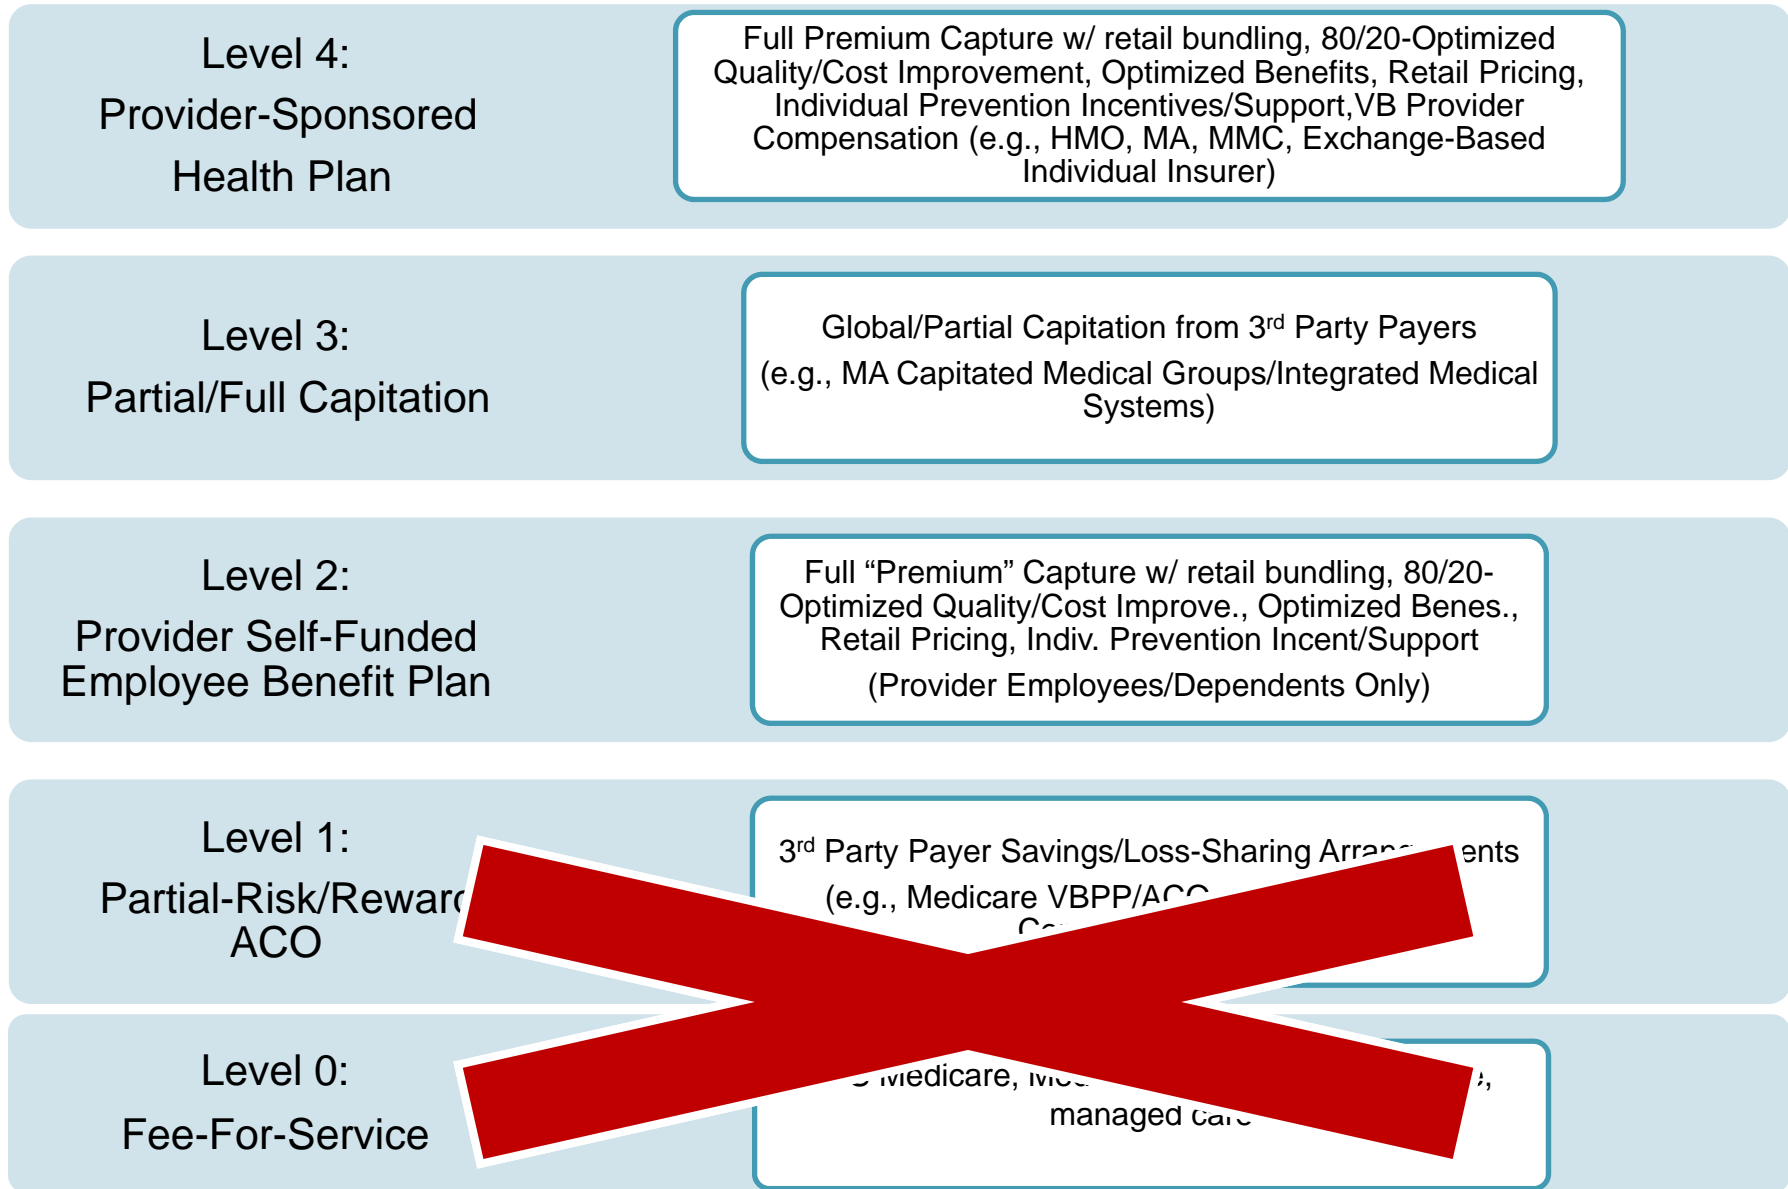 Level 4:
Provider-Sponsored
Health Plan
Full Premium Capture w/ retail bundling, 80/20-Optimized
Quality/Cost Improvement, Optimized Benefits, Retail Pricing,
Individual Prevention Incentives/Support,VB Provider
Compensation (e.g., HMO, MA, MMC, Exchange-Based
Individual Insurer)
Level 3:
Partial/Full Capitation
Global/Partial Capitation from 3rd Party Payers
(e.g., MA Capitated Medical Groups/Integrated Medical
Systems)
Level 2:
Provider Self-Funded
Employee Benefit Plan
Full “Premium” Capture w/ retail bundling, 80/20-
Optimized Quality/Cost Improve., Optimized Benes.,
Retail Pricing, Indiv. Prevention Incent/Support
(Provider Employees/Dependents Only)
Level 1:
Partial-Risk/Reward
ACO
3rd Party Payer Savings/Loss-Sharing Arrangements
(e.g., Medicare VBPP/ACO
Level 0:
Fee-For-Service
Medicare,
managed care